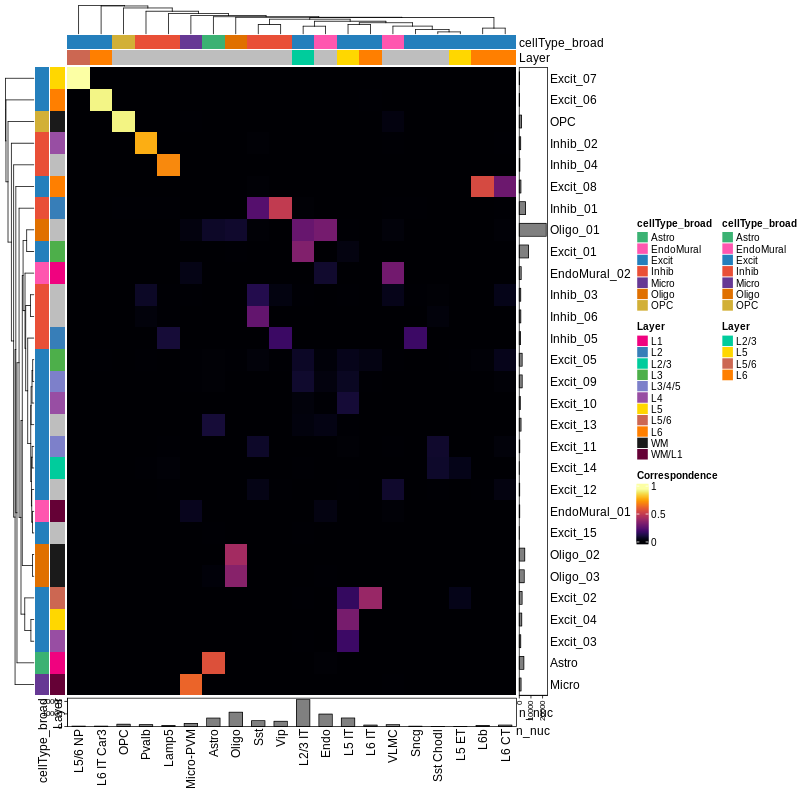 cellType_broad
Layer
Excit_07
Excit_06
OPC
Inhib_02
Inhib_04
Excit_08
Inhib_01
Oligo_01
Excit_01
EndoMural_02
Inhib_03
Inhib_06
Inhib_05
Excit_05
Excit_09
Excit_10
Excit_13
Excit_11
Excit_14
Excit_12
EndoMural_01
Excit_15
Oligo_02
Oligo_03
Excit_02
Excit_04
Excit_03
Astro
Micro
cellType_broad
Layer
n_nuc
n_nuc
L5/6 NP
L6 IT Car3
OPC
Pvalb
Lamp5
Micro-PVM
Astro
Oligo
Sst
Vip
L2/3 IT
Endo
L5 IT
L6 IT
VLMC
Sncg
Sst Chodl
L5 ET
L6b
L6 CT
cellType_broad
Astro
EndoMural
Excit
Inhib
Micro
Oligo
OPC
Layer
L1
L2
L2/3
L3
L3/4/5
L4
L5
L5/6
L6
WM
WM/L1
Correspondence
1
0.5
0
cellType_broad
Astro
EndoMural
Excit
Inhib
Micro
Oligo
OPC
Layer
L2/3
L5
L5/6
L6